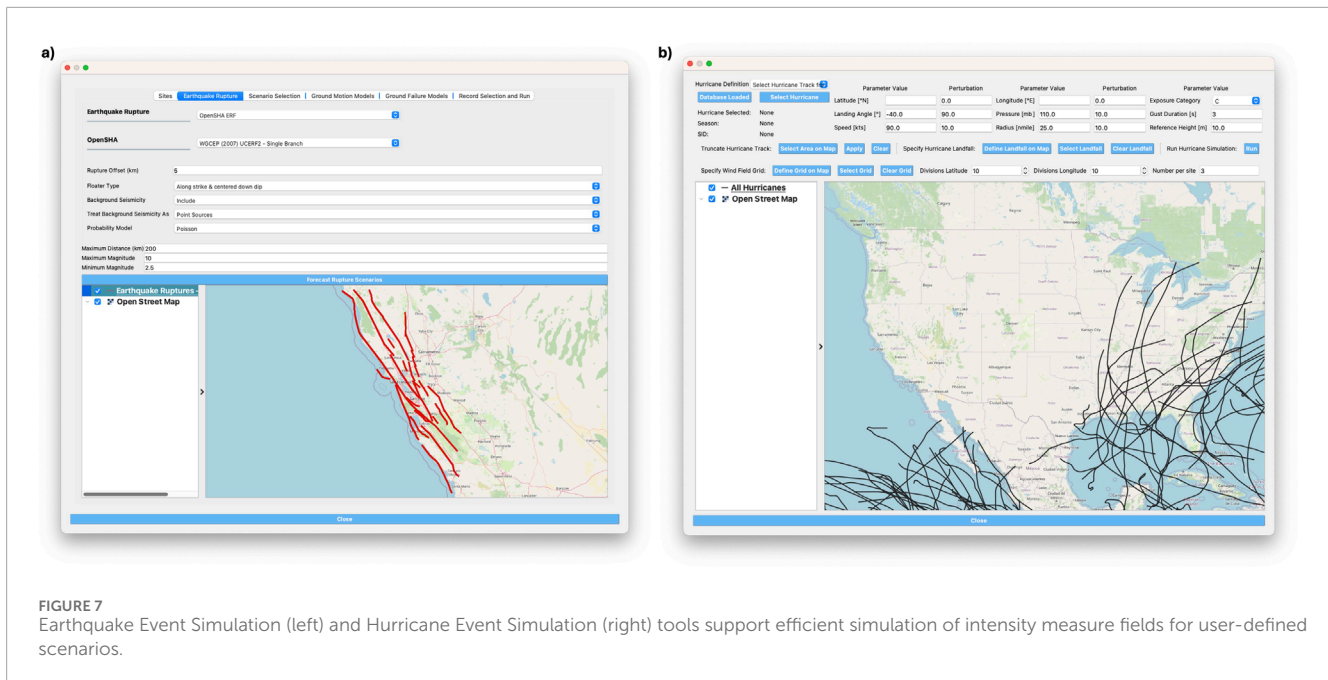 a)
Sites Earthquake Rupture Scenario Selection Ground Motion Models Ground Failure Models Record Selection and Run
Earthquake Rupture OpenSHA ERF
OpenSHA WGCEP (2007) UCERF2 - Single Branch
Rupture Offset (km) 5
Floater Type Along strike & centered down dip
Background Seismicity Include
Treat Background Seismicity As Point Sources
Probability Model Poisson
Maximum Distance (km) 200
Maximum Magnitude 10
Minimum Magnitude 2.5
Forecast Rupture Scenarios
Earthquake Ruptures -
Open Street Map
Close
b)
Hurricane Definition Select Hurricane Track f
Parameter Value Perturbation Parameter Value Perturbation Parameter Value
Database Loaded Select Hurricane Latitude [°N] 0.0 Longitude [°E] 0.0 Exposure Category C
Hurricane Selected: None Landing Angle [°] -40.0 90.0 Pressure [mb] 110.0 10.0 Gust Duration [s] 3
Season: None
SID: None Speed [kts] 90.0 10.0 Radius [nmile] 25.0 10.0 Reference Height [m] 10.0
Truncate Hurricane Track: Select Area on Map Apply Clear Specify Hurricane Landfall: Define Landfall on Map Select Landfall Clear Landfall Run Hurricane Simulation: Run
Specify Wind Field Grid: Define Grid on Map Select Grid Clear Grid Divisions Latitude 10 Divisions Longitude 10 Number per site 3
All Hurricanes
Open Street Map
Calgary
Regina
Albuquerque
Las Vegas
Close
FIGURE 7
Earthquake Event Simulation (left) and Hurricane Event Simulation (right) tools support efficient simulation of intensity measure fields for user-defined
scenarios.